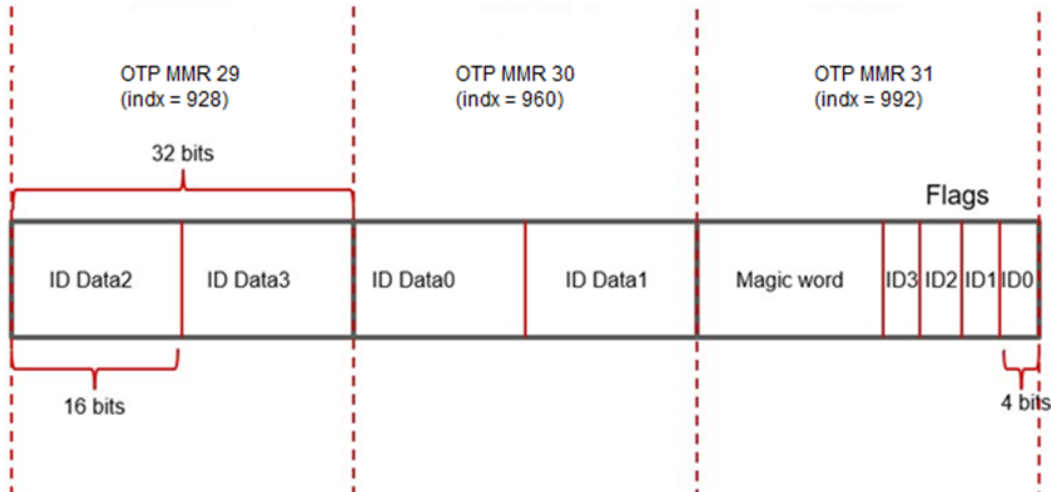 OTP MMR 29
(indx = 928)
OTP MMR 30
(indx = 960)
OTP MMR 31
(indx = 992)
32 bits
Flags
ID Data2
ID Data3
ID Data0
ID Data1
Magic word
ID3
ID2
ID1
ID0
16 bits
4 bits